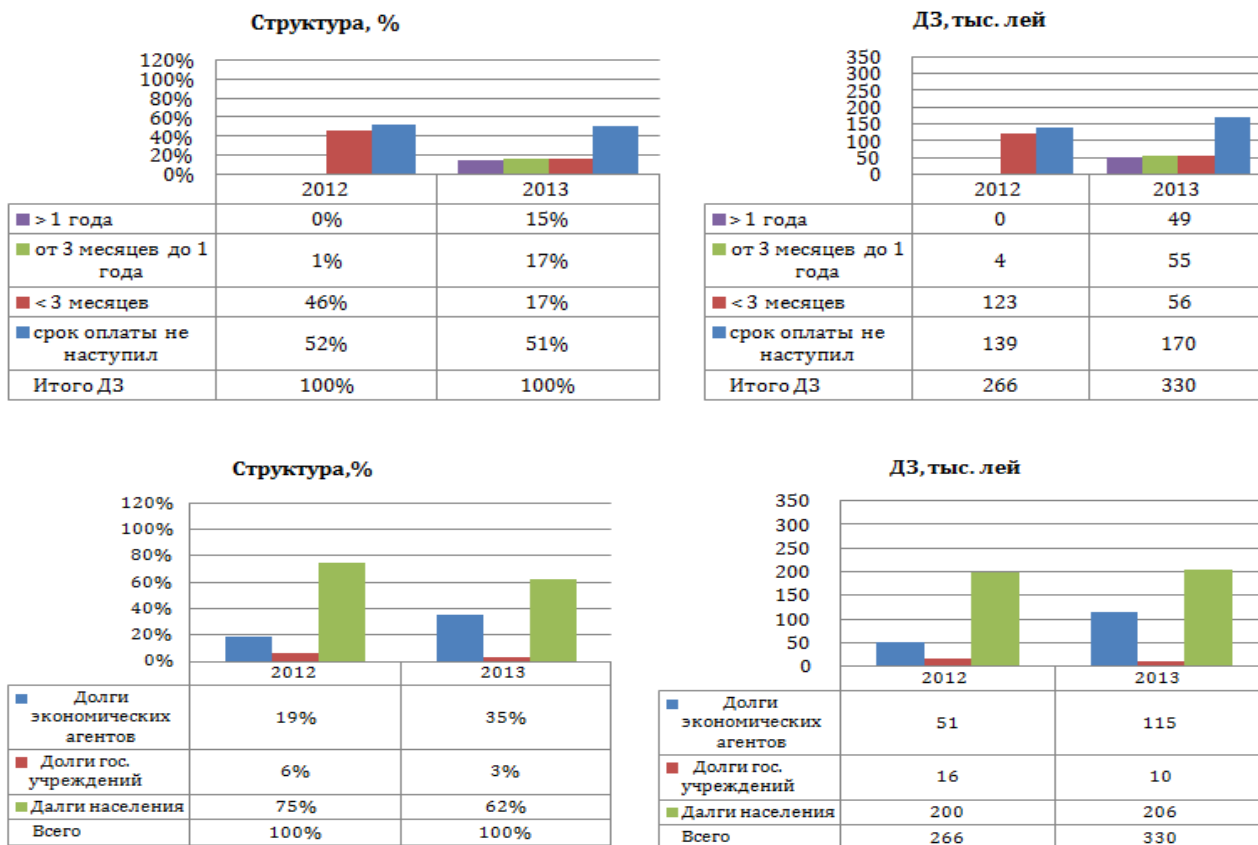 Структура, %
120%
100%
80%
60%
40%
20%
0%
2012 2013
> 1 года 0% 15%
от 3 месяцев до 1
года 1% 17%
< 3 месяцев 46% 17%
срок оплаты не
наступил 52% 51%
Итого ДЗ 100% 100%
ДЗ, тыс. лей
350
300
250
200
150
100
50
0
2012 2013
> 1 года 0 49
от 3 месяцев до 1
года 4 55
< 3 месяцев 123 56
срок оплаты не
наступил 139 170
Итого ДЗ 266 330
Структура,%
120%
100%
80%
60%
40%
20%
0%
2012 2013
Долги
экономических 19% 35%
агентов
Долги гос.
учреждений 6% 3%
Далги населения 75% 62%
Всего 100% 100%
ДЗ, тыс. лей
350
300
250
200
150
100
50
0
2012 2013
Долги
экономических 51 115
агентов
Долги гос.
учреждений 16 10
Далги населения 200 206
Всего 266 330